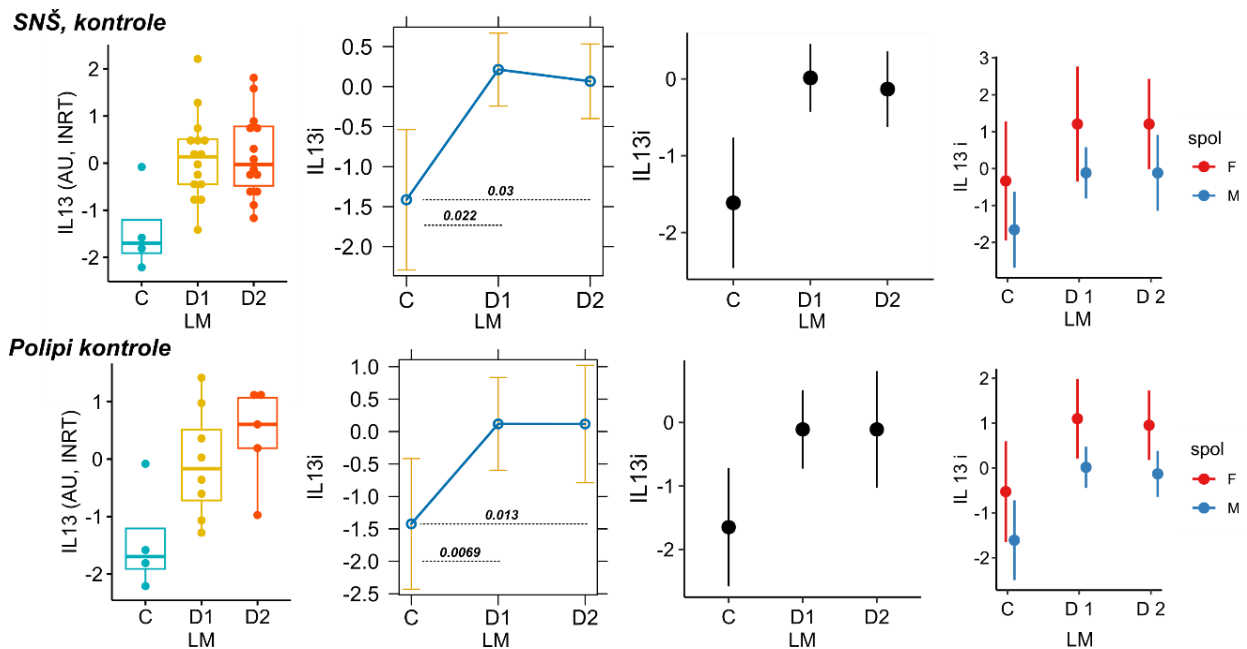 SNŠ, kontrole
IL13 (AU, INRT)
2
1
0
-1
-2
C D1 D2
LM
IL13i
0.5
0.0
-0.5
-1.0
-1.5
-2.0
0.03
0.022
C D1 D2
LM
IL13i
0
-1
-2
C D1 D2
LM
IL 13 i
3
2
1
0
-1
-2
C D 1 D 2
LM
spol
F
M
Polipi kontrole
IL13 (AU, INRT)
1
0
-1
-2
C D1 D2
LM
IL13i
1.0
0.5
0.0
-0.5
-1.0
-1.5
-2.0
-2.5
0.013
0.0069
C D1 D2
LM
IL13i
0
-1
-2
C D1 D2
LM
IL 13 i
2
1
0
-1
-2
C D 1 D 2
LM
spol
F
M